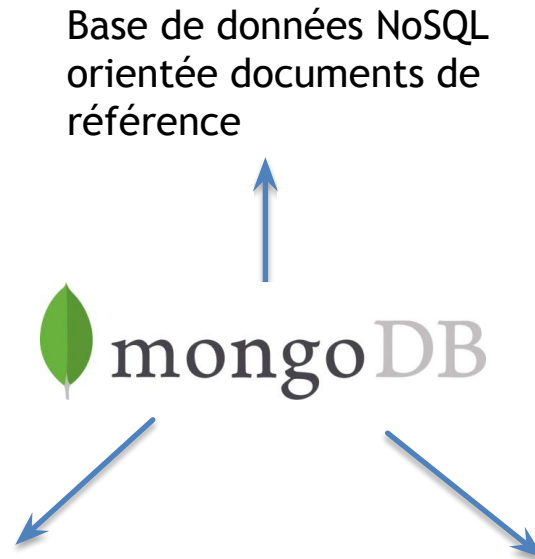 Base de données NoSQL
orientée documents de
référence
mongoDB